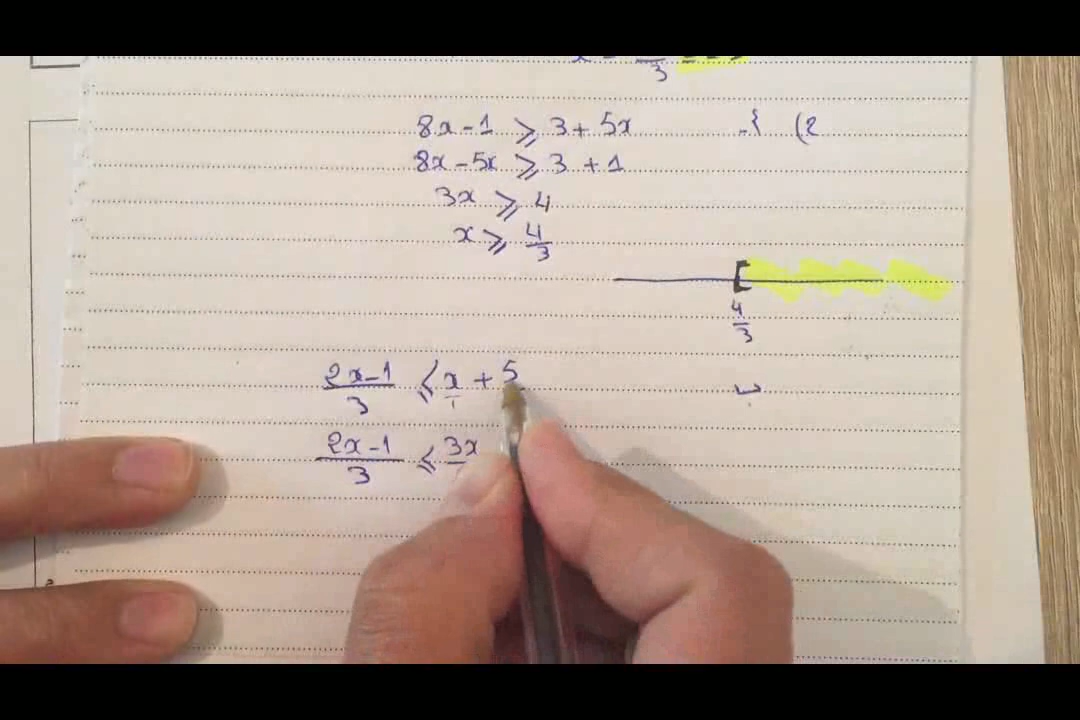 8x - 1 ⩾ 3 + 5x (2
8x - 5x ⩾ 3 + 1
3x ⩾ 4
x ⩾ 4/3
4/3
(2x-1)/3 ⩽ x/1 + 5
(2x-1)/3 ⩽ 3x